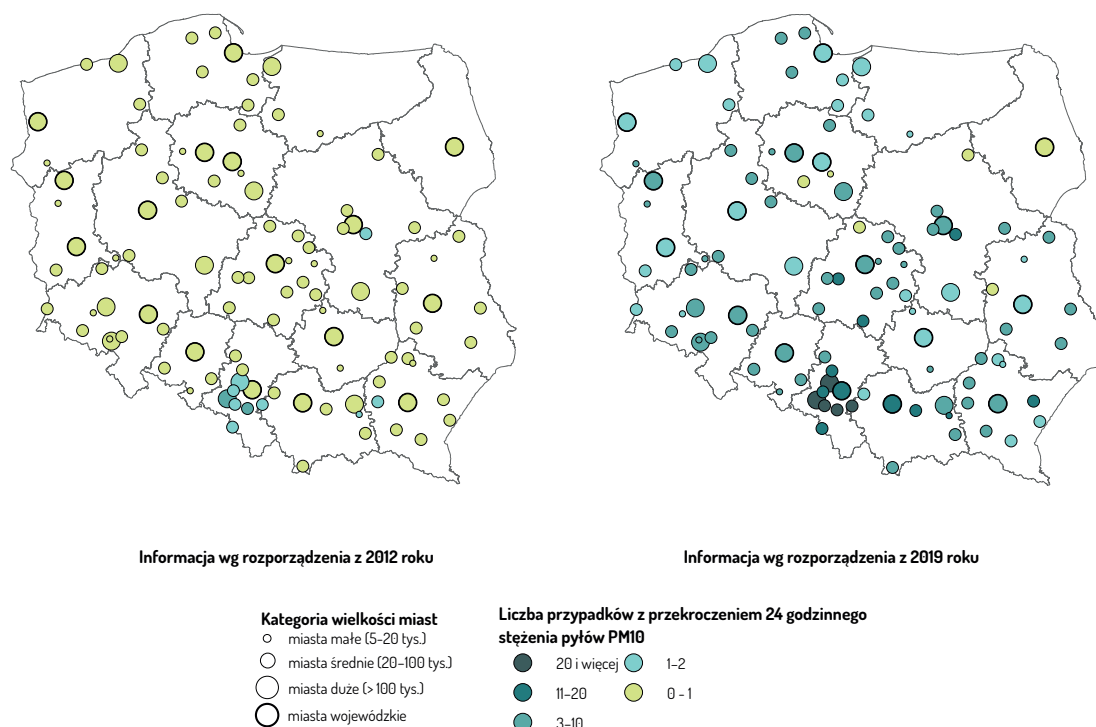 Informacja wg rozporządzenia z 2012 roku
Informacja wg rozporządzenia z 2019 roku
Kategoria wielkości miast
miasta małe (5-20 tys.)
miasta średnie (20-100 tys.)
miasta duże (> 100 tys.)
miasta wojewódzkie
Liczba przypadków z przekroczeniem 24 godzinnego
stężenia pyłów PM10
20 i więcej
11-20
3-10
1-2
0 - 1